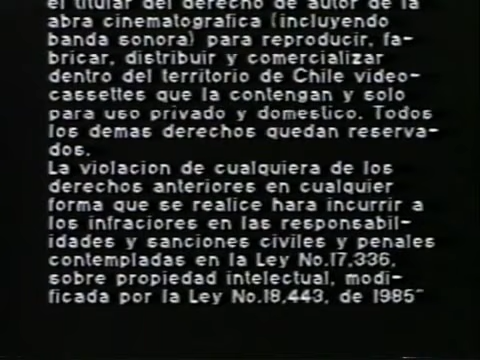 el titular del derecho de autor de la
abra cinematografica (incluyendo
banda sonora) para reproducir, fa-
bricar, distribuir y comercializar
dentro del territorio de Chile video-
cassettes que la contengan y solo
para uso privado y domestico. Todos
los demas derechos quedan reserva-
dos.
La violacion de cualquiera de los
derechos anteriores en cualquier
forma que se realice hara incurrir a
los infraciores en las responsabil-
idades y sanciones civiles y penales
contempladas en la Ley No.17,336,
sobre propiedad intelectual, modi-
ficada por la Ley No.18,443, de 1985"